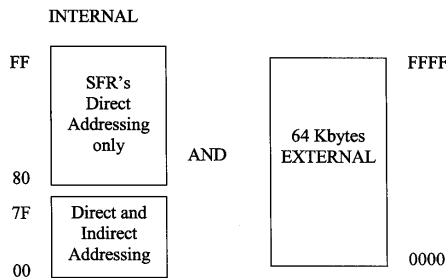 INTERNAL
FF
SFR's
Direct
Addressing
only
80
7F
Direct and
Indirect
Addressing
00
AND
FFFF
64 Kbytes
EXTERNAL
0000